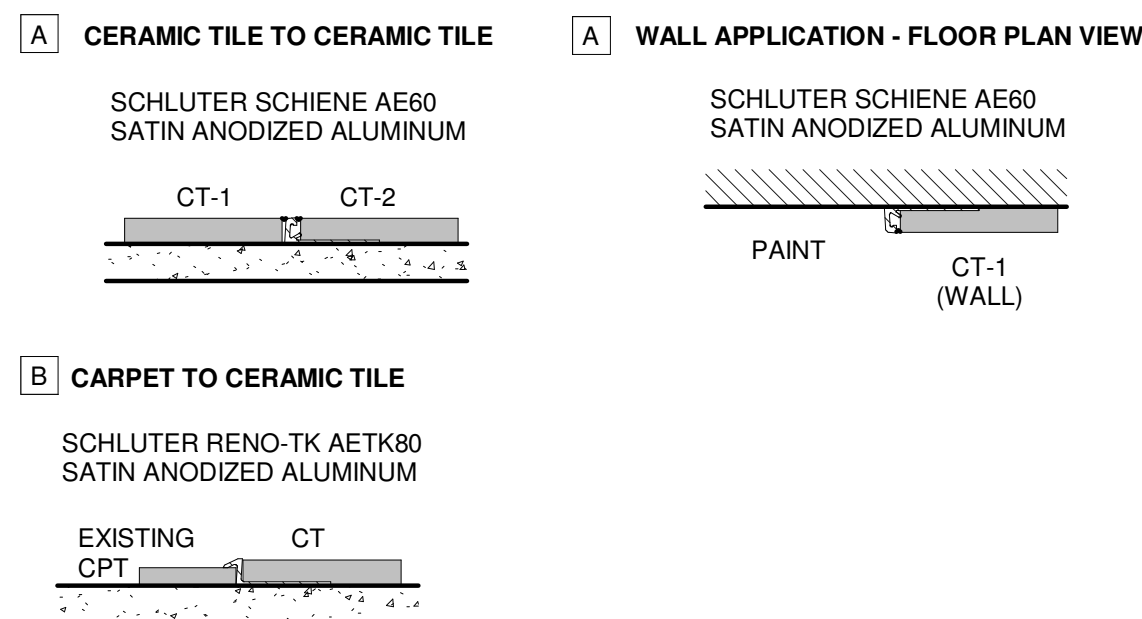 A CERAMIC TILE TO CERAMIC TILE
SCHLUTER SCHIENE AE60
SATIN ANODIZED ALUMINUM
CT-1 CT-2
A WALL APPLICATION - FLOOR PLAN VIEW
SCHLUTER SCHIENE AE60
SATIN ANODIZED ALUMINUM
PAINT
CT-1
(WALL)
B CARPET TO CERAMIC TILE
SCHLUTER RENO-TK AETK80
SATIN ANODIZED ALUMINUM
EXISTING CT
CPT